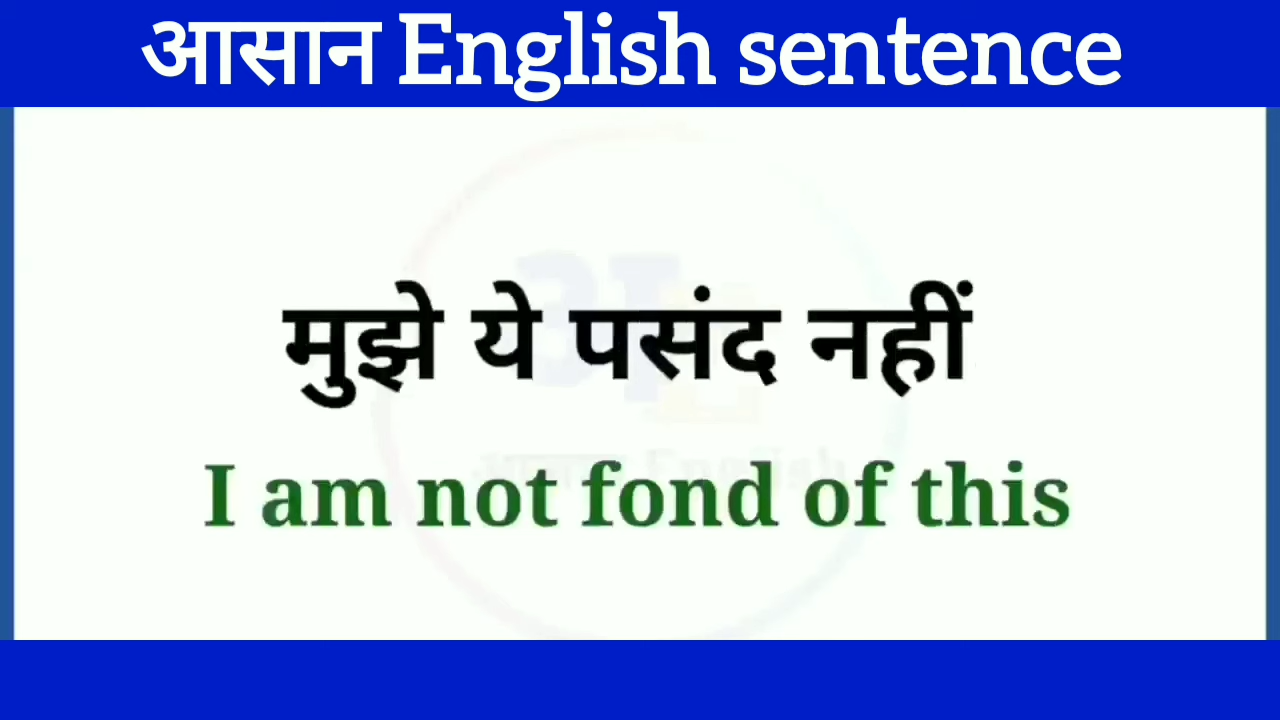 आसान English sentence
मुझे ये पसंद नहीं
I am not fond of this